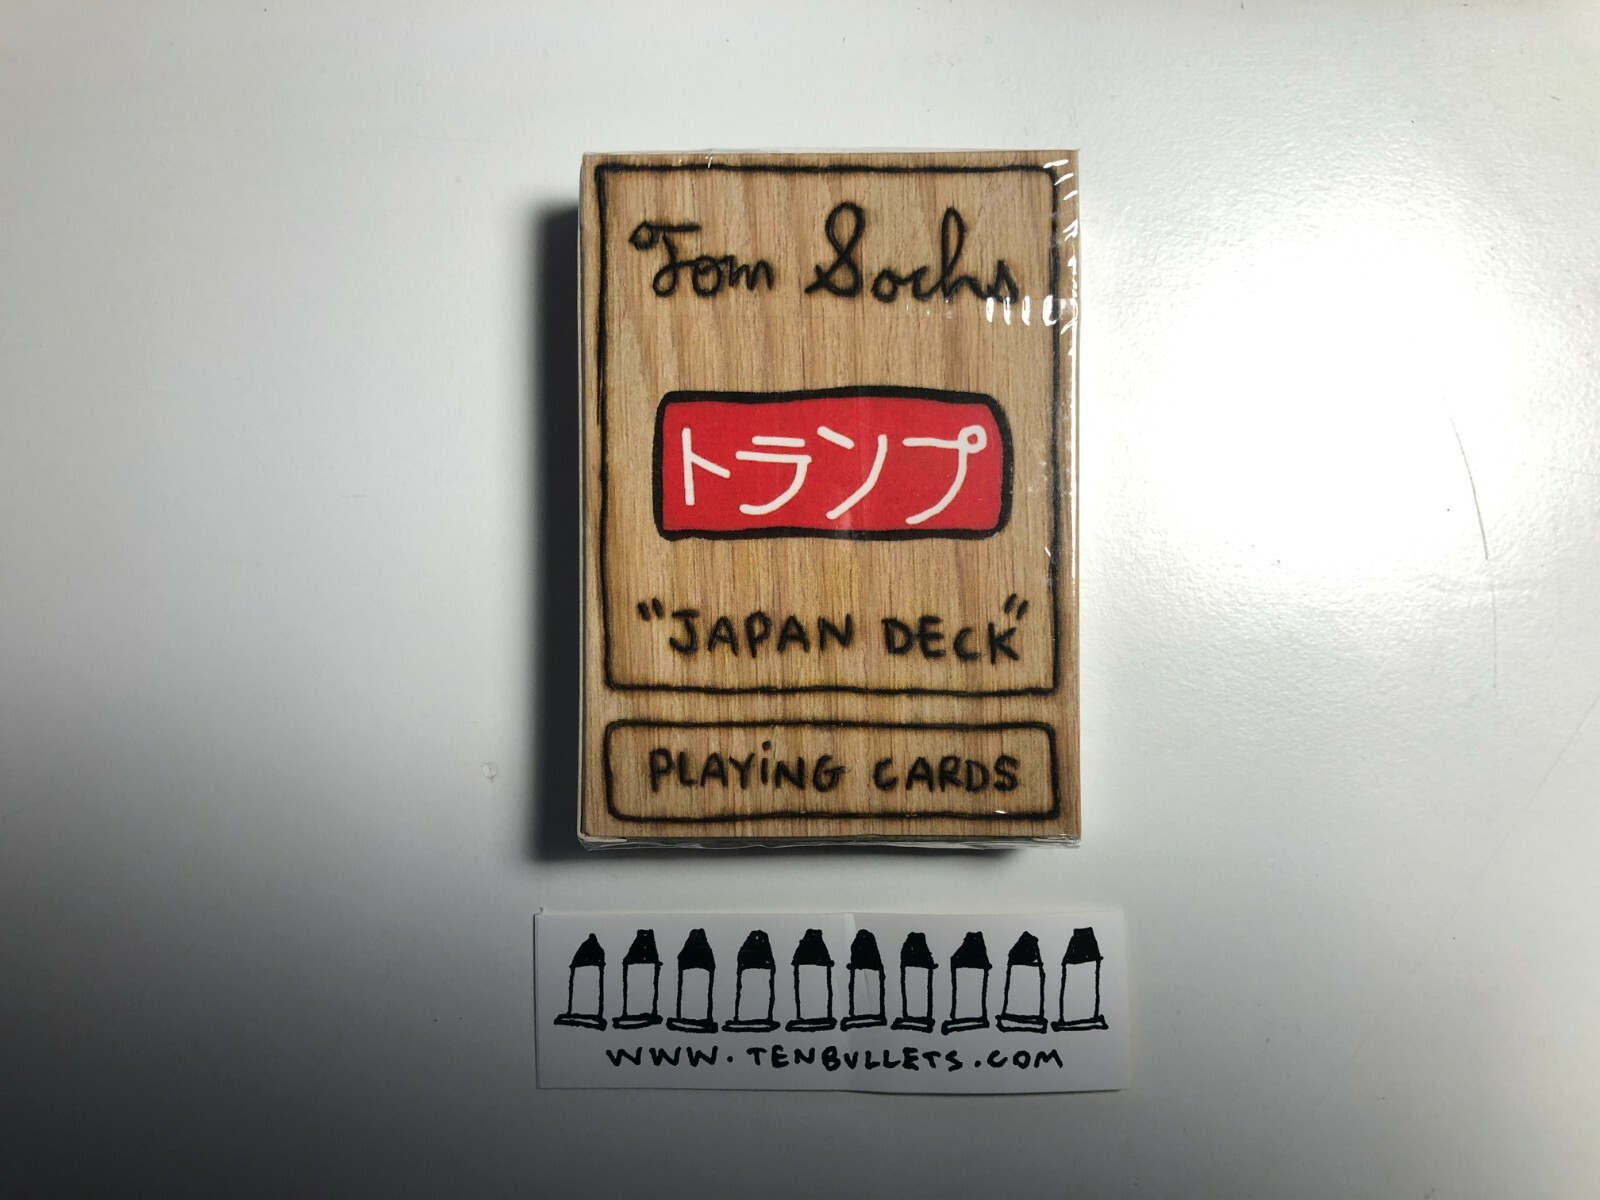 Tom Sachs
トランプ
"JAPAN DECK"
PLAYiNG CARDS
WWW.TENBULLETS.COM